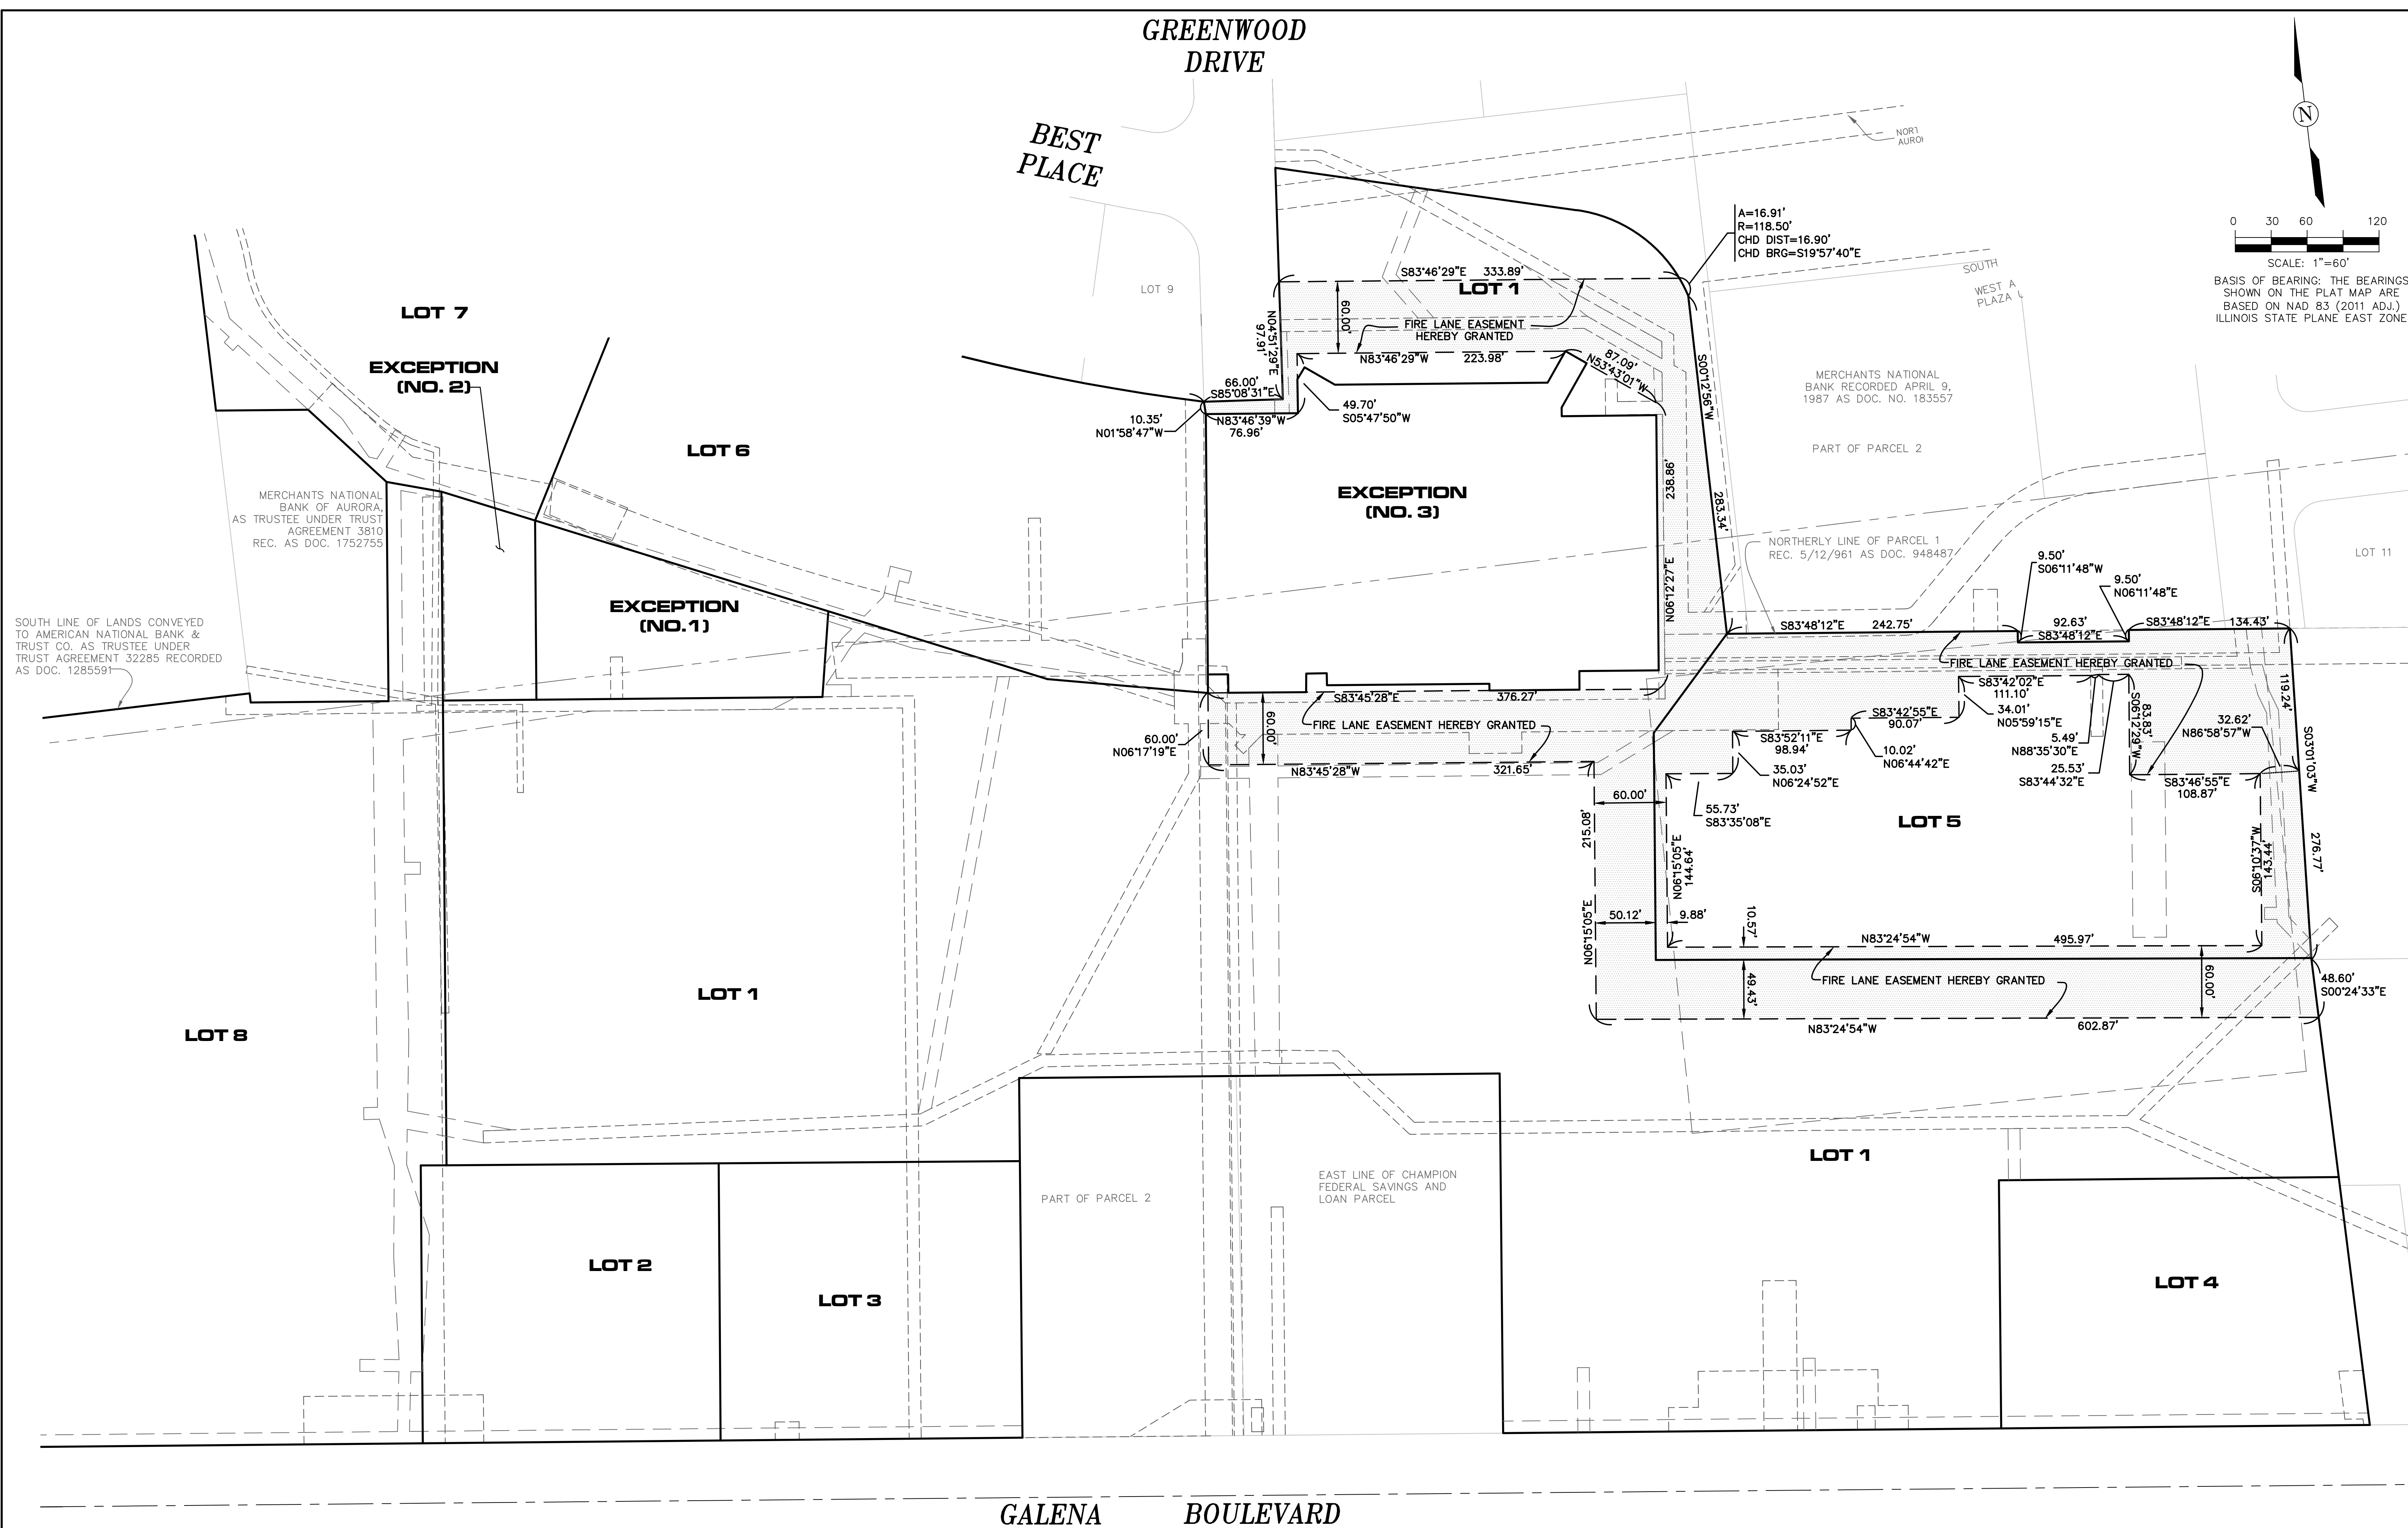 GREENWOOD
DRIVE
BEST
PLACE
NORT
AUROR
N
0 30 60 120
SCALE: 1"=60'
BASIS OF BEARING: THE BEARINGS
SHOWN ON THE PLAT MAP ARE
BASED ON NAD 83 (2011 ADJ.)
ILLINOIS STATE PLANE EAST ZONE
A=16.91'
R=118.50'
CHD DIST=16.90'
CHD BRG=S19°57'40"E
SOUTH
WEST A
PLAZA
LOT 9
S83°46'29"E 333.89'
LOT 1
60.00'
FIRE LANE EASEMENT
HEREBY GRANTED
N04°51'29"E
97.91'
N83°46'29"W 223.98'
87.09'
N53°43'01"W
S00°12'56"W
283.34'
66.00'
S85°08'31"E
10.35'
N01°58'47"W
N83°46'39"W
76.96'
49.70'
S05°47'50"W
MERCHANTS NATIONAL
BANK RECORDED APRIL 9,
1987 AS DOC. NO. 183557
PART OF PARCEL 2
LOT 7
EXCEPTION
(NO. 2)
LOT 6
EXCEPTION
(NO. 3)
238.86'
N06°12'27"E
MERCHANTS NATIONAL
BANK OF AURORA,
AS TRUSTEE UNDER TRUST
AGREEMENT 3810
REC. AS DOC. 1752755
NORTHERLY LINE OF PARCEL 1
REC. 5/12/961 AS DOC. 948487
9.50'
S06°11'48"W
9.50'
N06°11'48"E
LOT 11
EXCEPTION
(NO.1)
SOUTH LINE OF LANDS CONVEYED
TO AMERICAN NATIONAL BANK &
TRUST CO. AS TRUSTEE UNDER
TRUST AGREEMENT 32285 RECORDED
AS DOC. 1285591
S83°48'12"E 242.75'
92.63'
S83°48'12"E
S83°48'12"E 134.43'
FIRE LANE EASEMENT HEREBY GRANTED
S83°42'02"E
111.10'
34.01'
N05°59'15"E
S06°12'29"W
83.83'
119.24'
S03°01'03"W
276.77'
32.62'
N86°58'57"W
S83°45'28"E 376.27'
60.00'
FIRE LANE EASEMENT HEREBY GRANTED
60.00'
N06°17'19"E
N83°45'28"W 321.65'
S83°42'55"E
90.07'
S83°52'11"E
98.94'
10.02'
N06°44'42"E
5.49'
N88°35'30"E
25.53'
S83°44'32"E
35.03'
N06°24'52"E
55.73'
S83°35'08"E
S83°46'55"E
108.87'
60.00'
215.08'
N06°15'05"E
N06°15'05"E
144.64'
LOT 5
S06°10'37"W
143.44'
50.12'
9.88'
10.57'
N83°24'54"W 495.97'
FIRE LANE EASEMENT HEREBY GRANTED
49.43'
60.00'
48.60'
S00°24'33"E
N83°24'54"W 602.87'
LOT 1
LOT 8
LOT 1
PART OF PARCEL 2
EAST LINE OF CHAMPION
FEDERAL SAVINGS AND
LOAN PARCEL
LOT 2
LOT 3
LOT 4
GALENA BOULEVARD